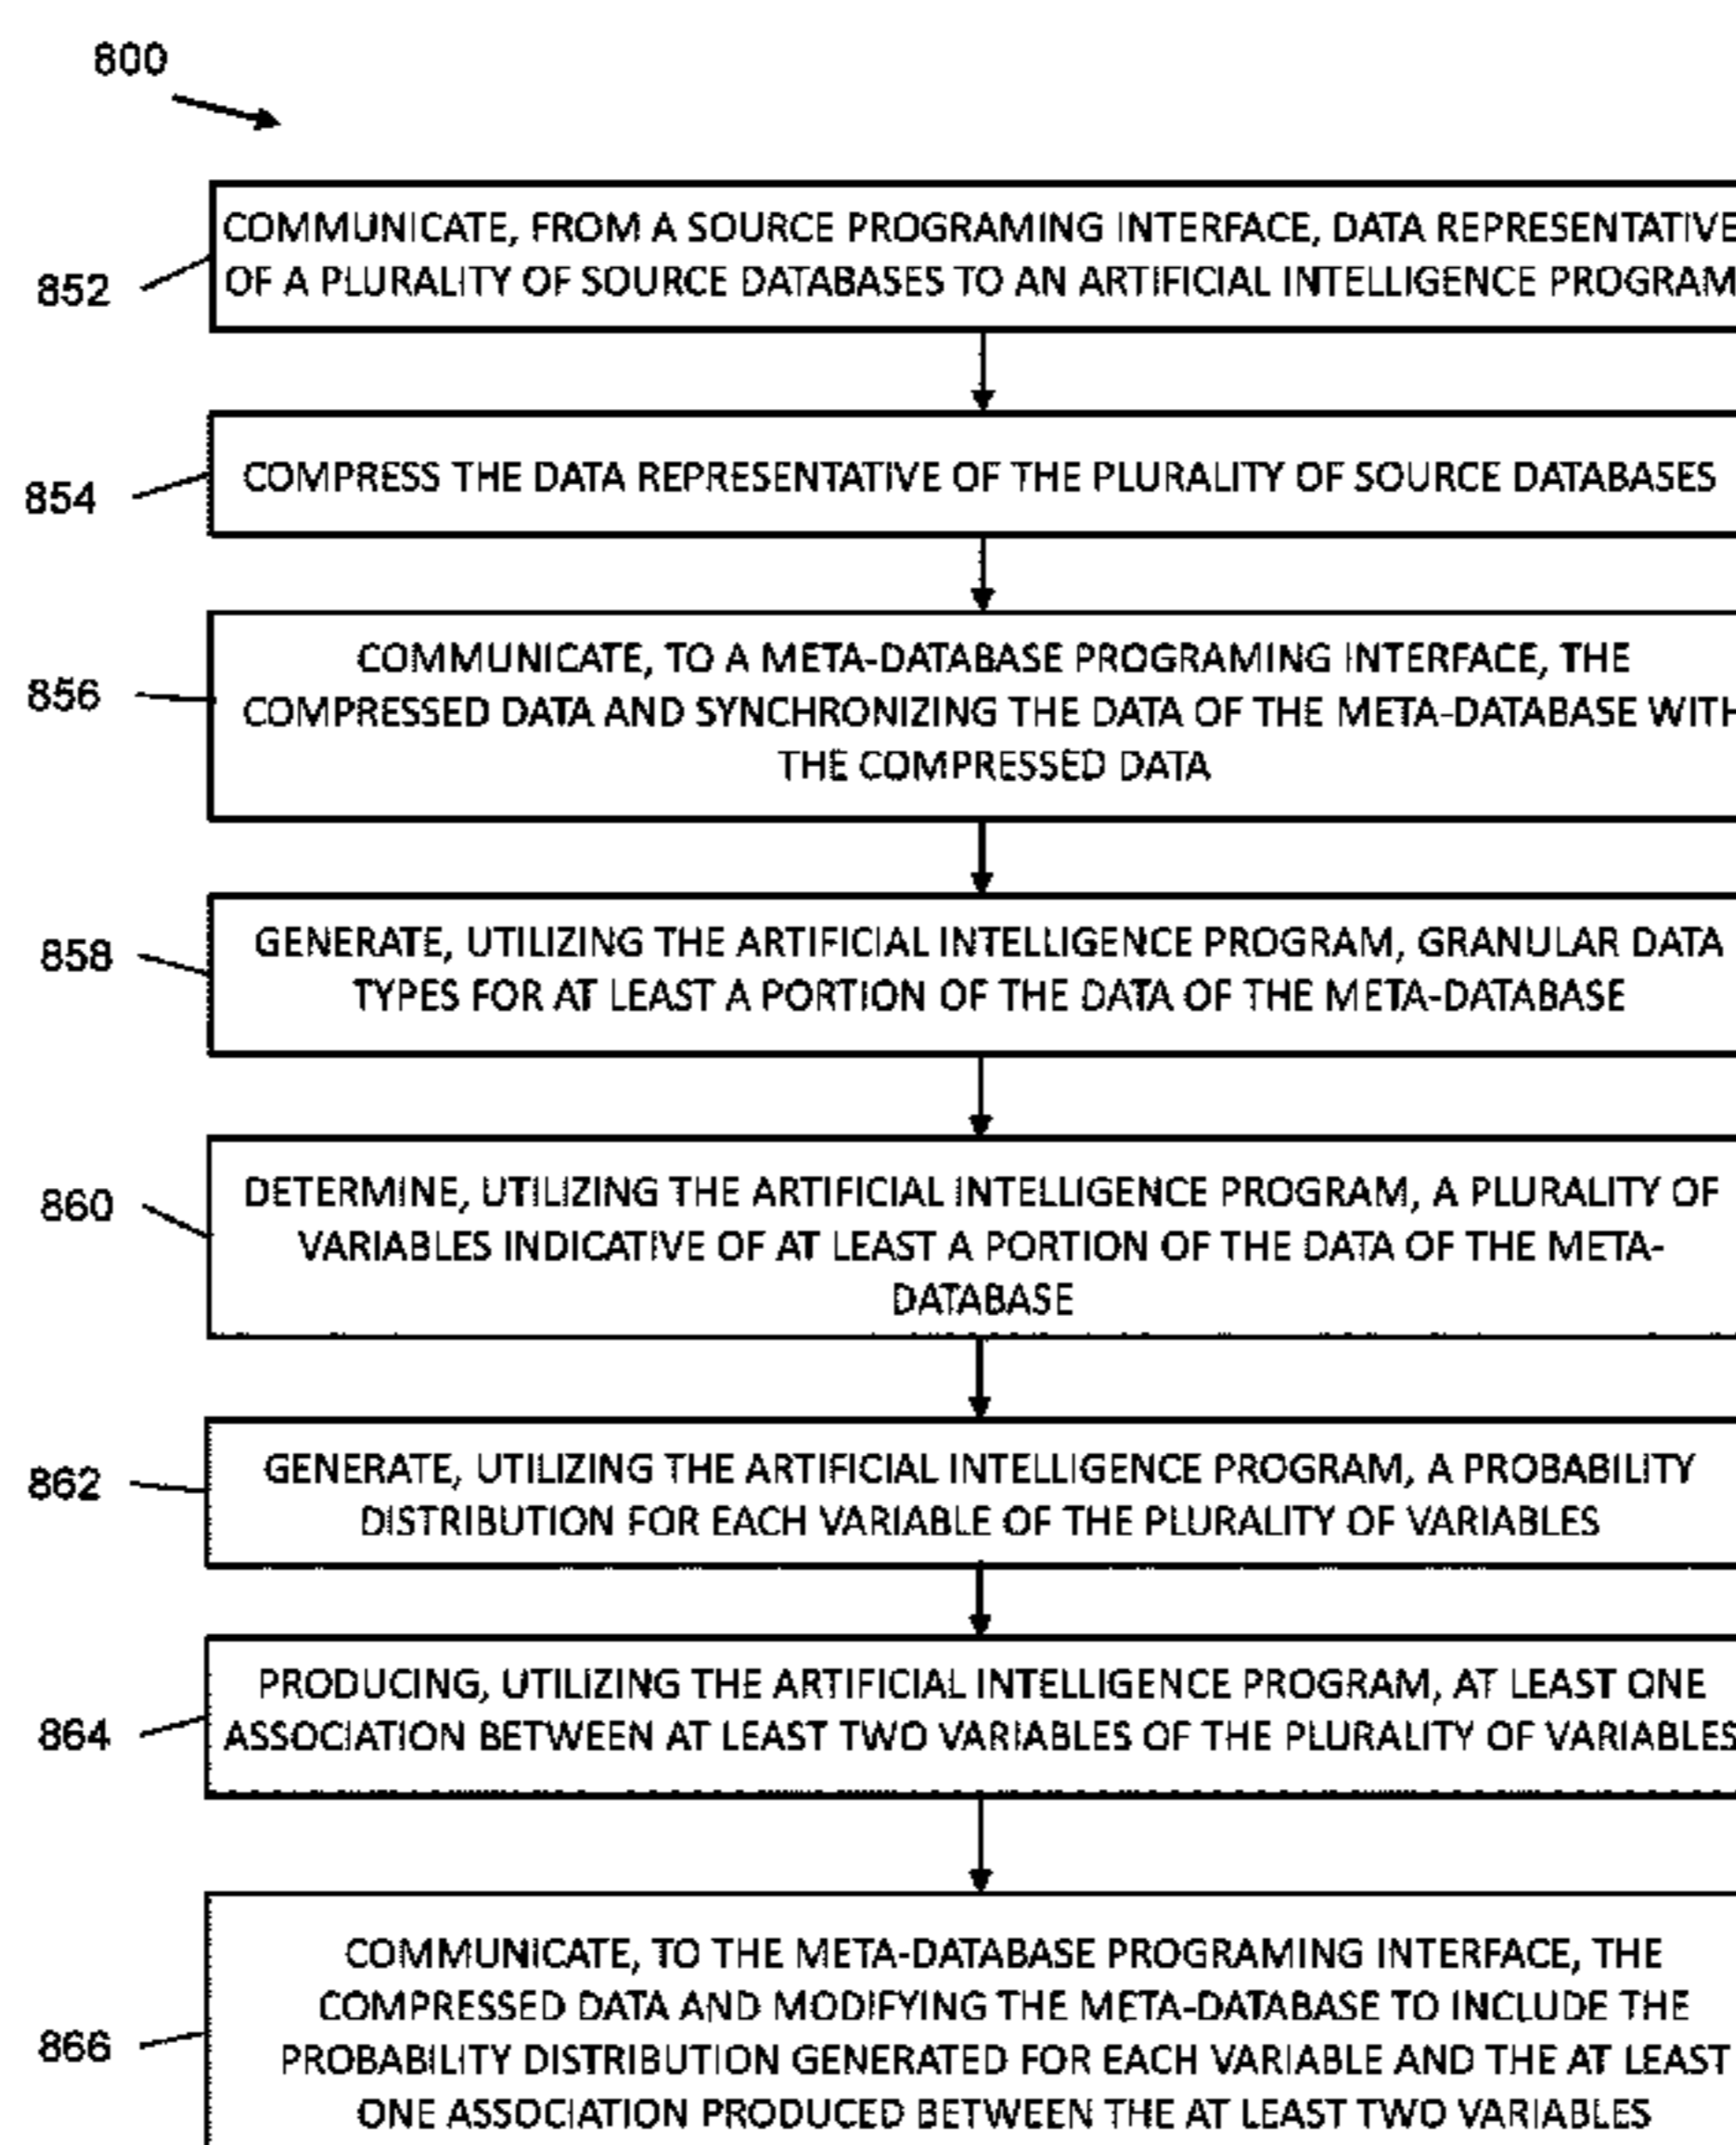 800
852
COMMUNICATE, FROM A SOURCE PROGRAMING INTERFACE, DATA REPRESENTATIVE
OF A PLURALITY OF SOURCE DATABASES TO AN ARTIFICIAL INTELLIGENCE PROGRAM
854
COMPRESS THE DATA REPRESENTATIVE OF THE PLURALITY OF SOURCE DATABASES
856
COMMUNICATE, TO A META-DATABASE PROGRAMING INTERFACE, THE
COMPRESSED DATA AND SYNCHRONIZING THE DATA OF THE META-DATABASE WITH
THE COMPRESSED DATA
858
GENERATE, UTILIZING THE ARTIFICIAL INTELLIGENCE PROGRAM, GRANULAR DATA
TYPES FOR AT LEAST A PORTION OF THE DATA OF THE META-DATABASE
860
DETERMINE, UTILIZING THE ARTIFICIAL INTELLIGENCE PROGRAM, A PLURALITY OF
VARIABLES INDICATIVE OF AT LEAST A PORTION OF THE DATA OF THE META-
DATABASE
862
GENERATE, UTILIZING THE ARTIFICIAL INTELLIGENCE PROGRAM, A PROBABILITY
DISTRIBUTION FOR EACH VARIABLE OF THE PLURALITY OF VARIABLES
864
PRODUCING, UTILIZING THE ARTIFICIAL INTELLIGENCE PROGRAM, AT LEAST ONE
ASSOCIATION BETWEEN AT LEAST TWO VARIABLES OF THE PLURALITY OF VARIABLES
866
COMMUNICATE, TO THE META-DATABASE PROGRAMING INTERFACE, THE
COMPRESSED DATA AND MODIFYING THE META-DATABASE TO INCLUDE THE
PROBABILITY DISTRIBUTION GENERATED FOR EACH VARIABLE AND THE AT LEAST
ONE ASSOCIATION PRODUCED BETWEEN THE AT LEAST TWO VARIABLES